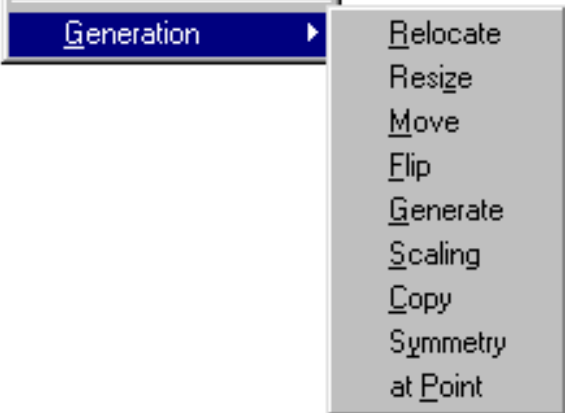 Generation
Relocate
Resize
Move
Flip
Generate
Scaling
Copy
Symmetry
at Point